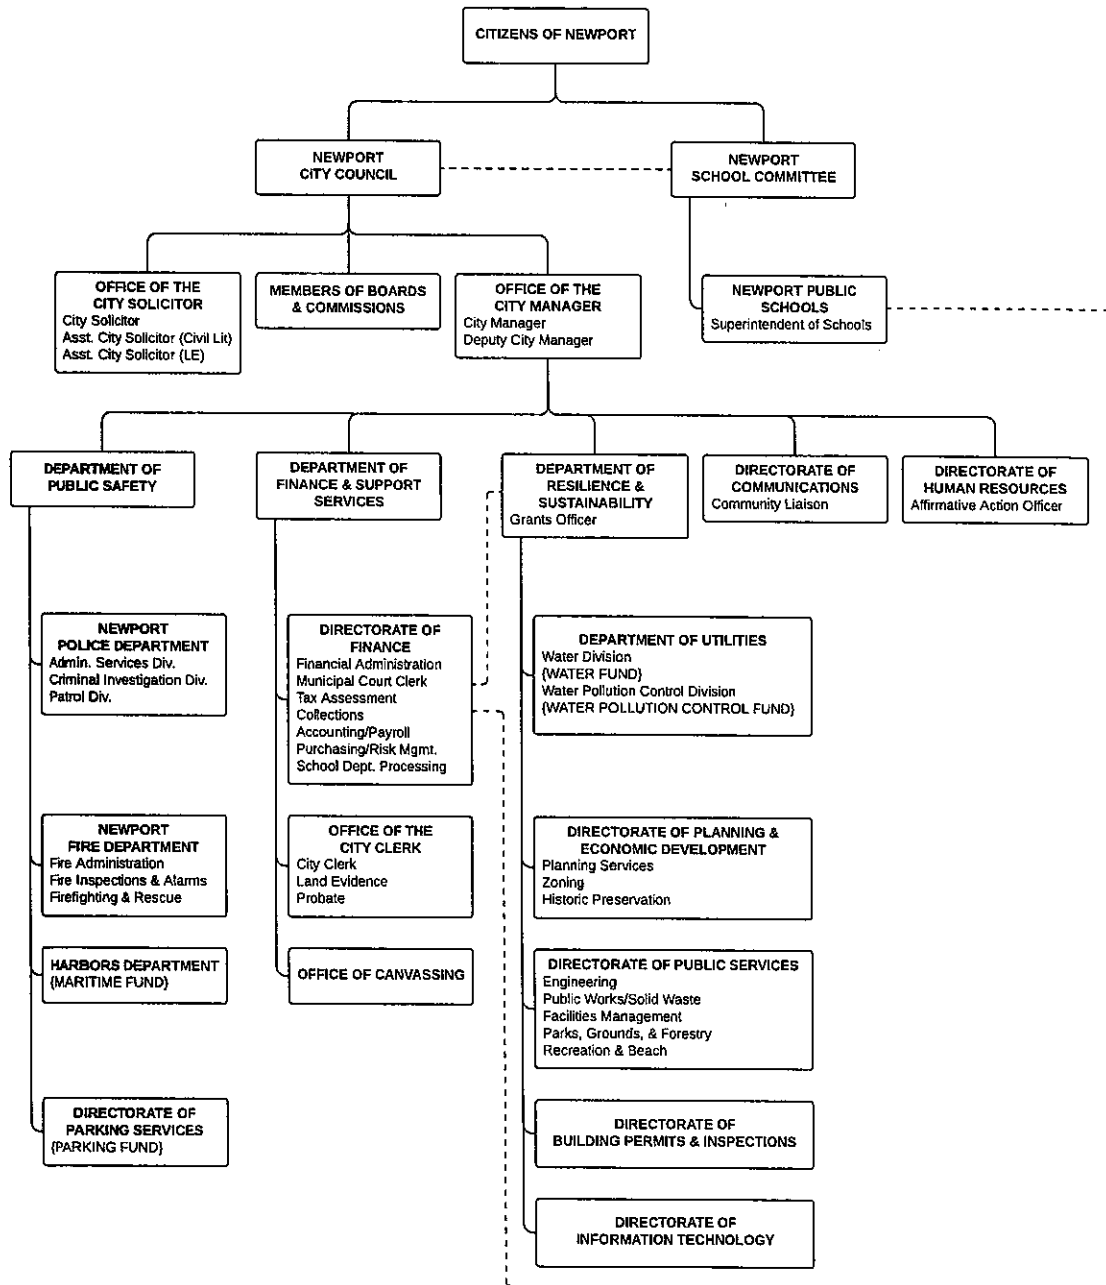 CITIZENS OF NEWPORT
NEWPORT
CITY COUNCIL
NEWPORT
SCHOOL COMMITTEE
OFFICE OF THE
CITY SOLICITOR
City Solicitor
Asst. City Solicitor (Civil Lit)
Asst. City Solicitor (LE)
MEMBERS OF BOARDS
& COMMISSIONS
OFFICE OF THE
CITY MANAGER
City Manager
Deputy City Manager
NEWPORT PUBLIC
SCHOOLS
Superintendent of Schools
DEPARTMENT OF
PUBLIC SAFETY
DEPARTMENT OF
FINANCE & SUPPORT
SERVICES
DEPARTMENT OF
RESILIENCE &
SUSTAINABILITY
Grants Officer
DIRECTORATE OF
COMMUNICATIONS
Community Liaison
DIRECTORATE OF
HUMAN RESOURCES
Affirmative Action Officer
NEWPORT
POLICE DEPARTMENT
Admin. Services Div.
Criminal Investigation Div.
Patrol Div.
DIRECTORATE OF
FINANCE
Financial Administration
Municipal Court Clerk
Tax Assessment
Collections
Accounting/Payroll
Purchasing/Risk Mgmt.
School Dept. Processing
DEPARTMENT OF UTILITIES
Water Division
{WATER FUND}
Water Pollution Control Division
{WATER POLLUTION CONTROL FUND}
NEWPORT
FIRE DEPARTMENT
Fire Administration
Fire Inspections & Alarms
Firefighting & Rescue
OFFICE OF THE
CITY CLERK
City Clerk
Land Evidence
Probate
DIRECTORATE OF PLANNING &
ECONOMIC DEVELOPMENT
Planning Services
Zoning
Historic Preservation
HARBORS DEPARTMENT
{MARITIME FUND}
OFFICE OF CANVASSING
DIRECTORATE OF PUBLIC SERVICES
Engineering
Public Works/Solid Waste
Facilities Management
Parks, Grounds, & Forestry
Recreation & Beach
DIRECTORATE OF
PARKING SERVICES
{PARKING FUND}
DIRECTORATE OF
BUILDING PERMITS & INSPECTIONS
DIRECTORATE OF
INFORMATION TECHNOLOGY